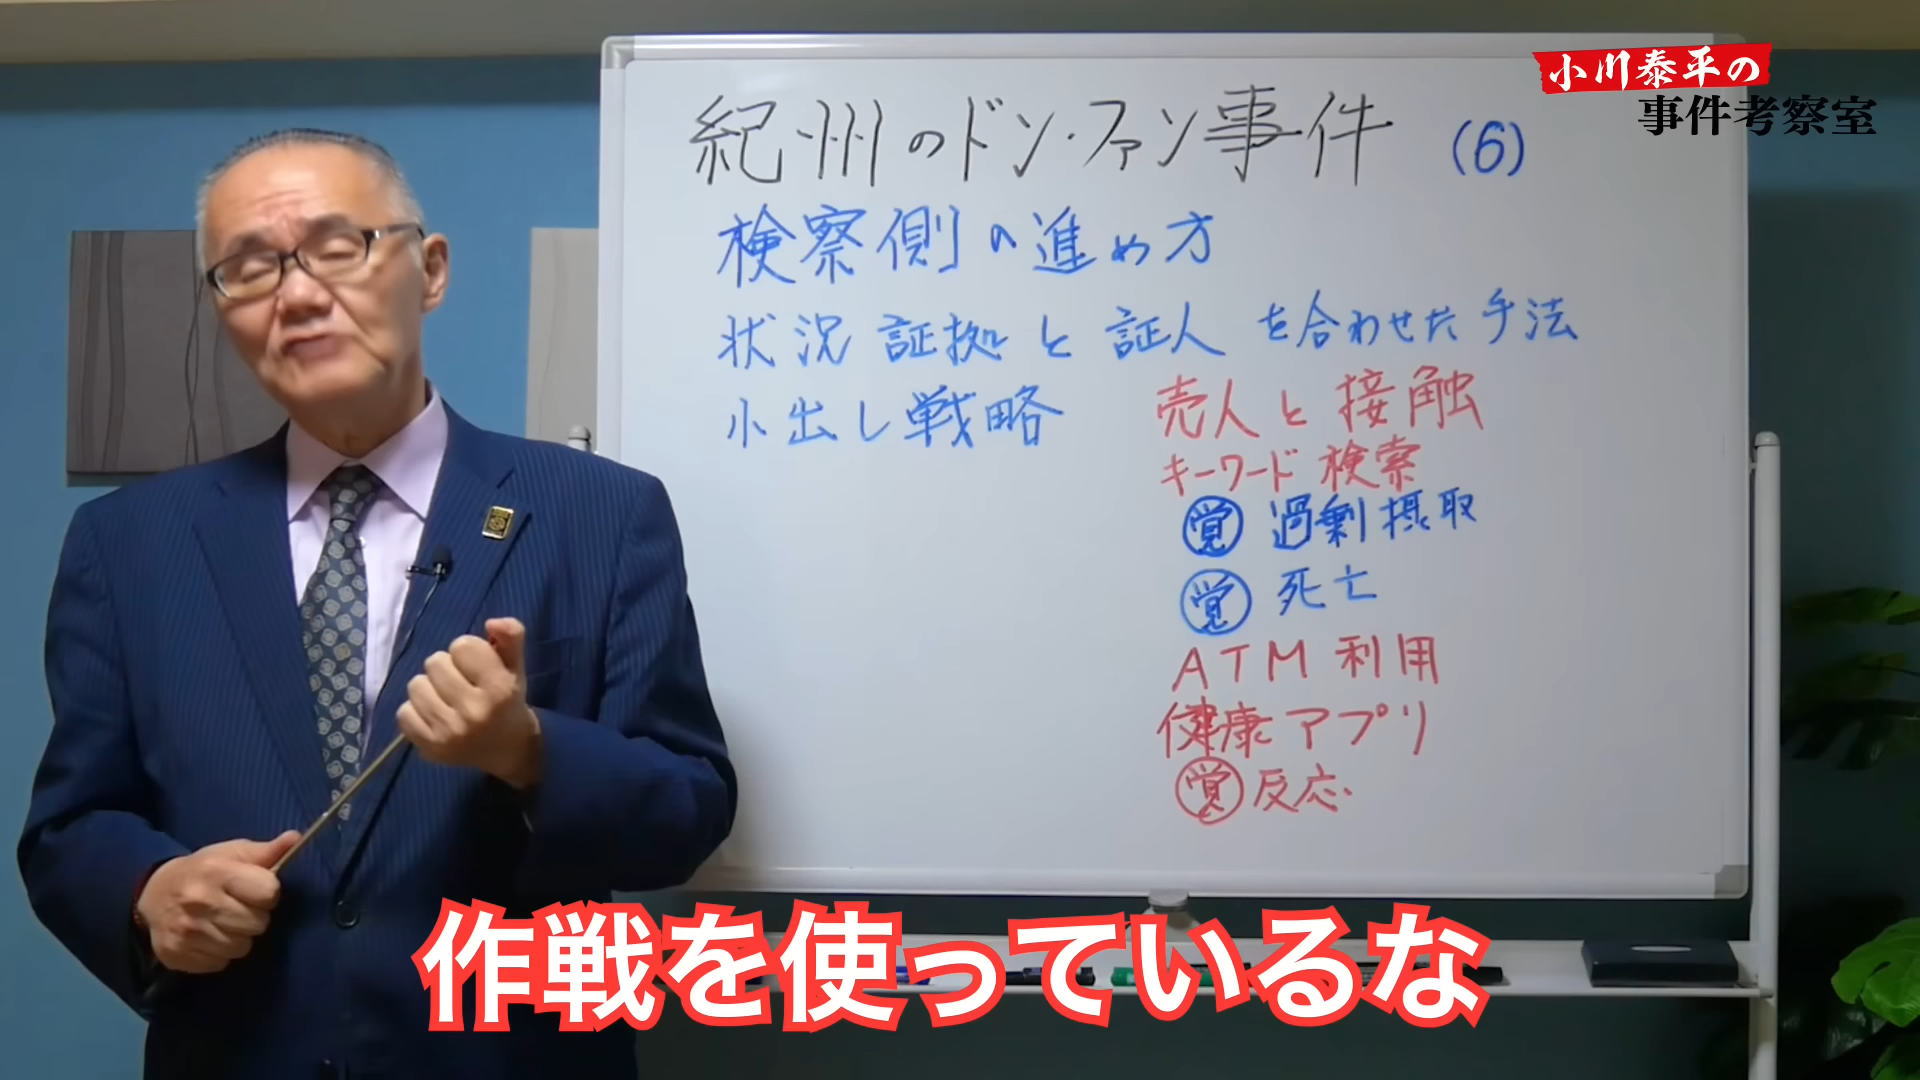 小川泰平の
事件考察室
紀州のドン・ファン事件 (6)
検察側の進め方
状況証拠と証人を合わせた手法
小出し戦略
売人と接触
キーワード検索
覚 過剰摂取
覚 死亡
ATM利用
健康アプリ
覚 反応
作戦を使っているな